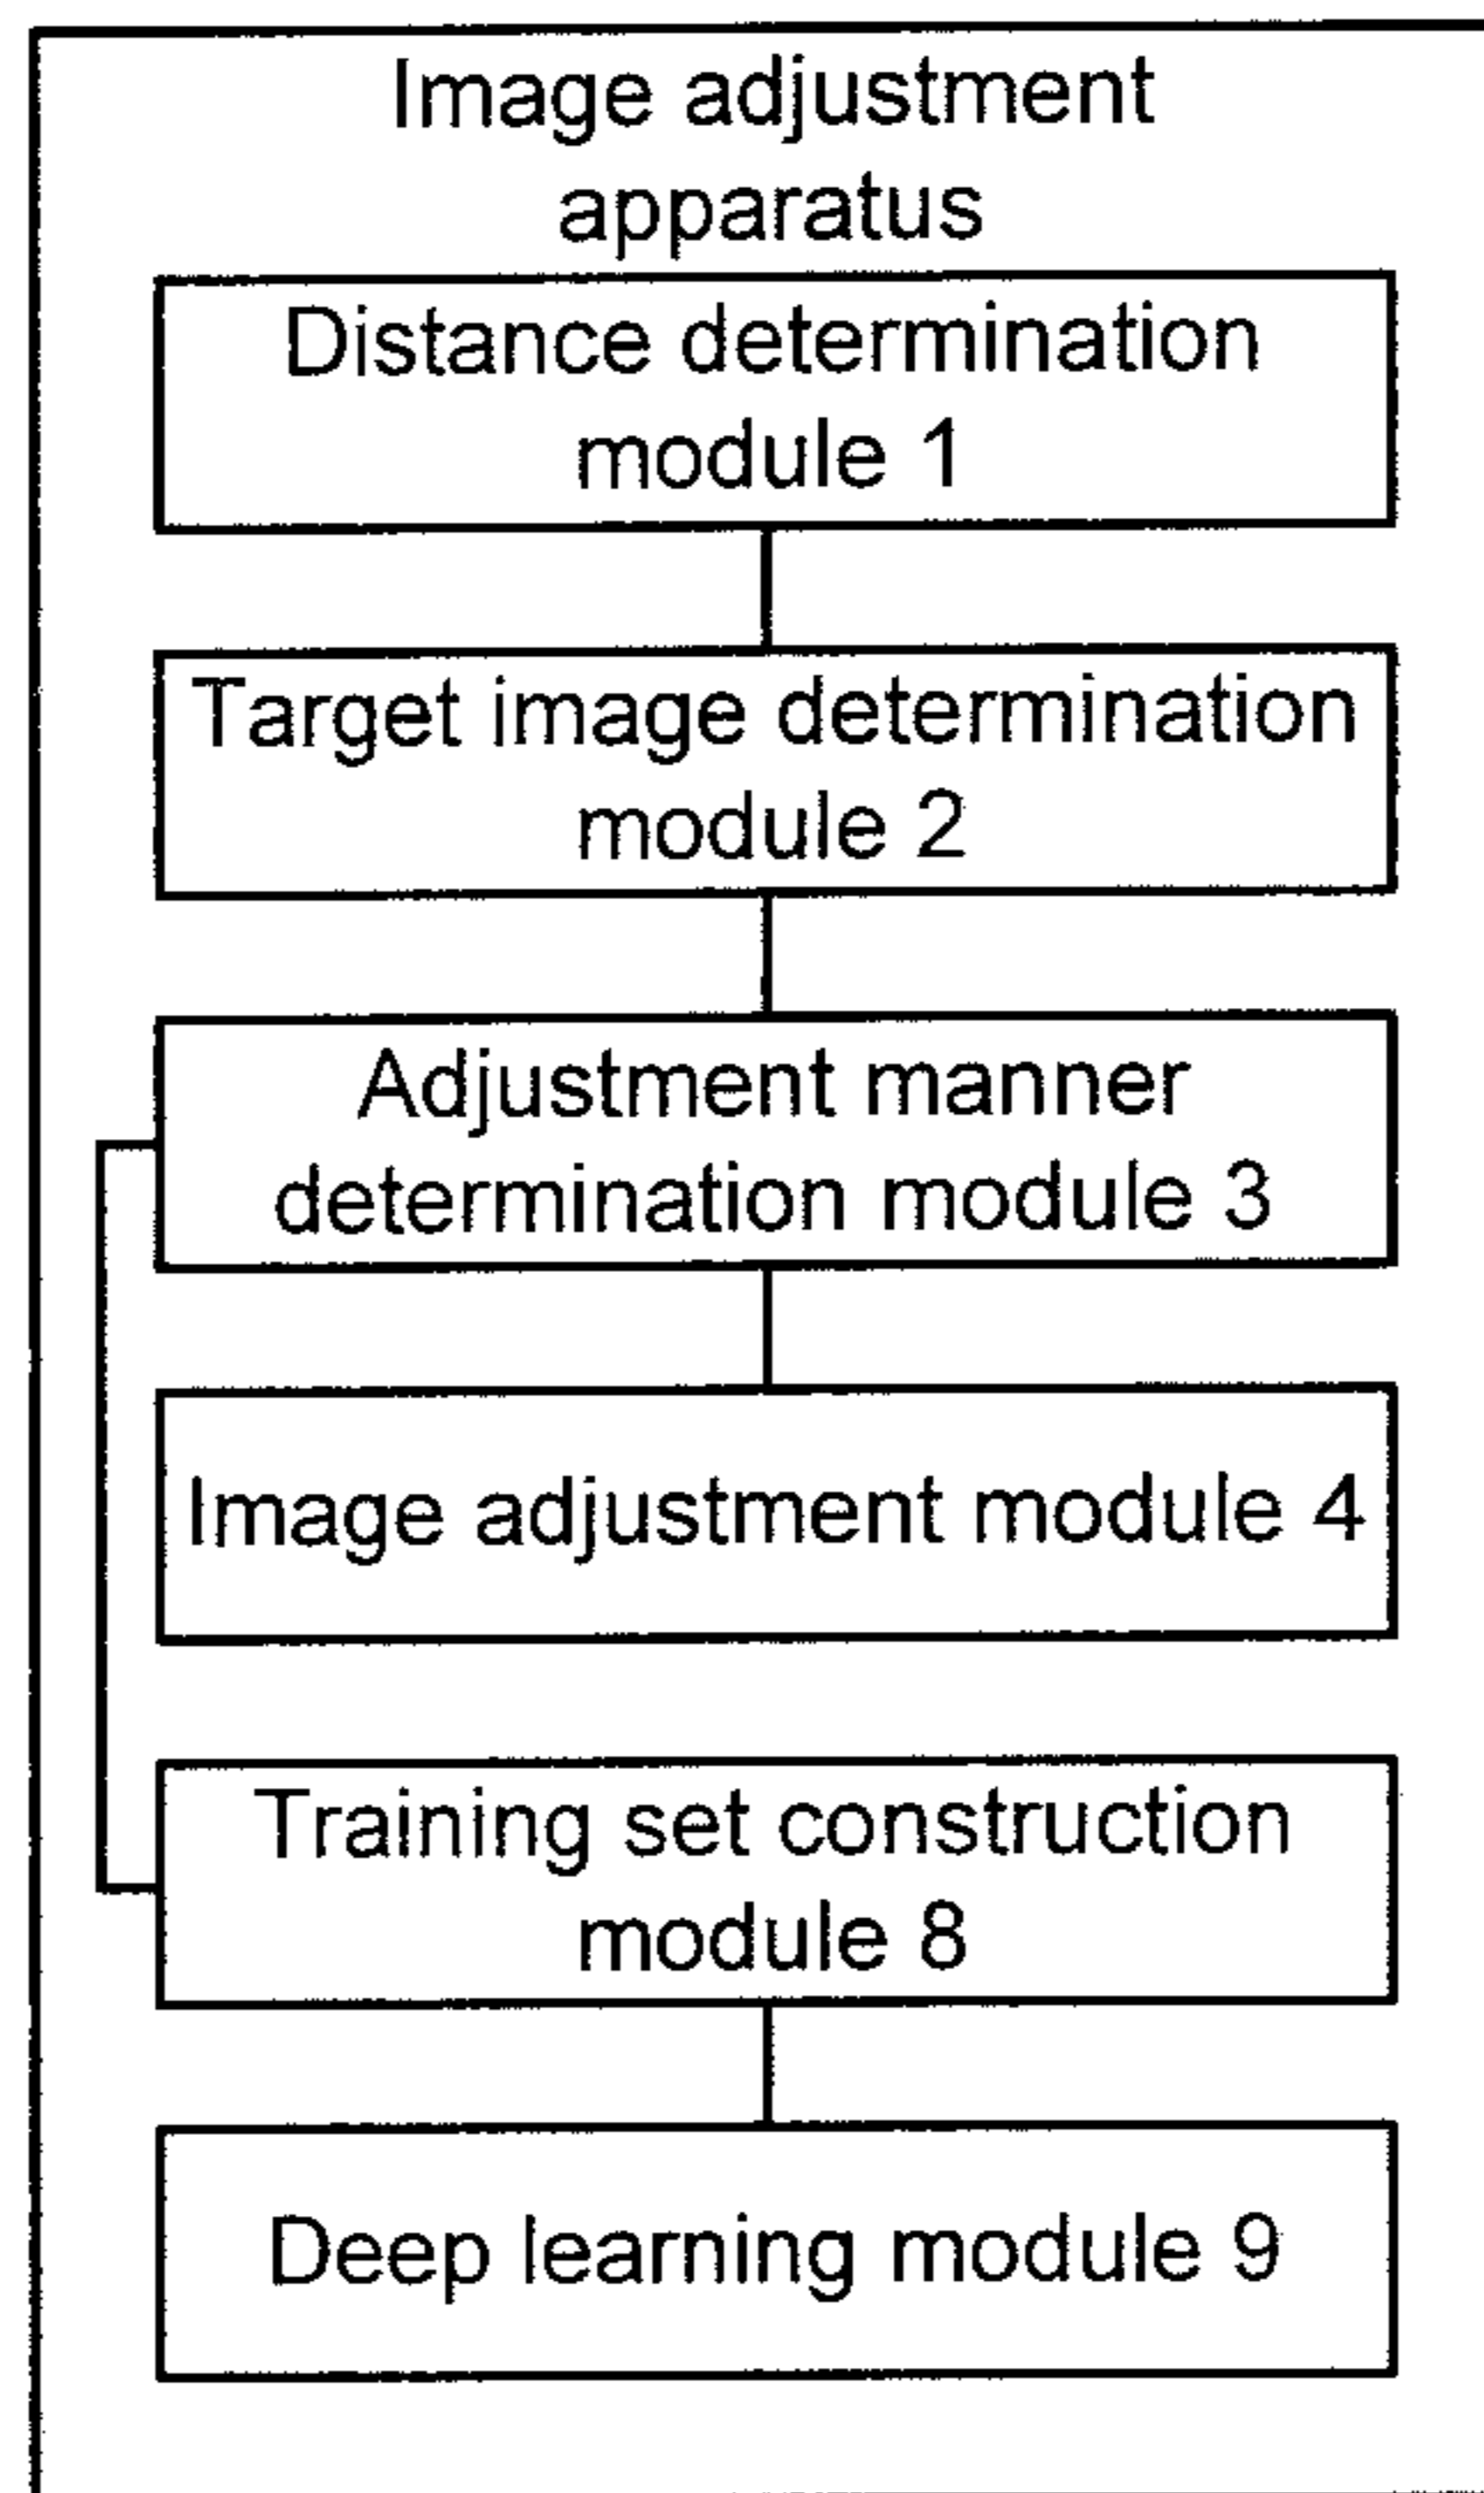 Image adjustment
apparatus
Distance determination
module 1
Target image determination
module 2
Adjustment manner
determination module 3
Image adjustment module 4
Training set construction
module 8
Deep learning module 9